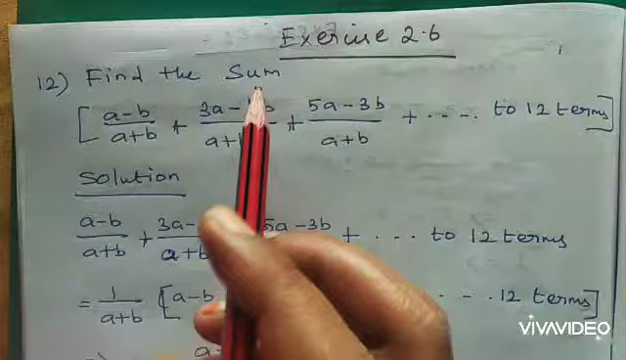 Exercise 2.6
12) Find the Sum
[ a-b/a+b + 3a- b/a+ + 5a-3b/a+b + ---- to 12 terms ]
Solution
a-b/a+b + 3a-/a+b 5a-3b + ... to 12 terms
= 1/a+b [ a-b - - . 12 terms ]
a-
VIVAVIDEO